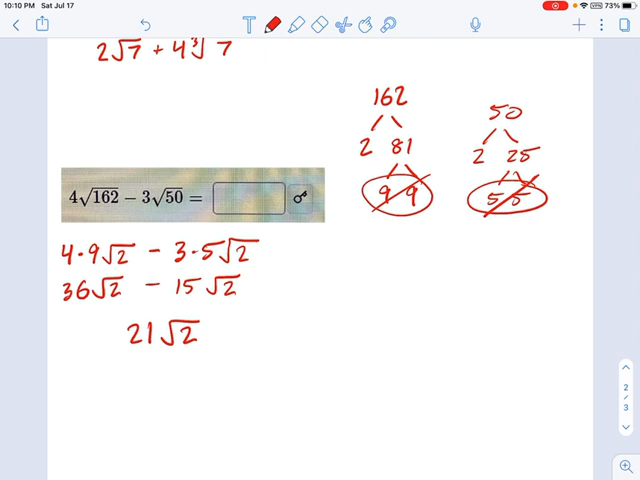 10:10 PM Sat Jul 17 73%
2√7 + 4∛7
162
2 81
9 9
50
2 25
5 5
4√162 − 3√50 =
4·9√2 − 3·5√2
36√2 − 15√2
21√2
2
/
3